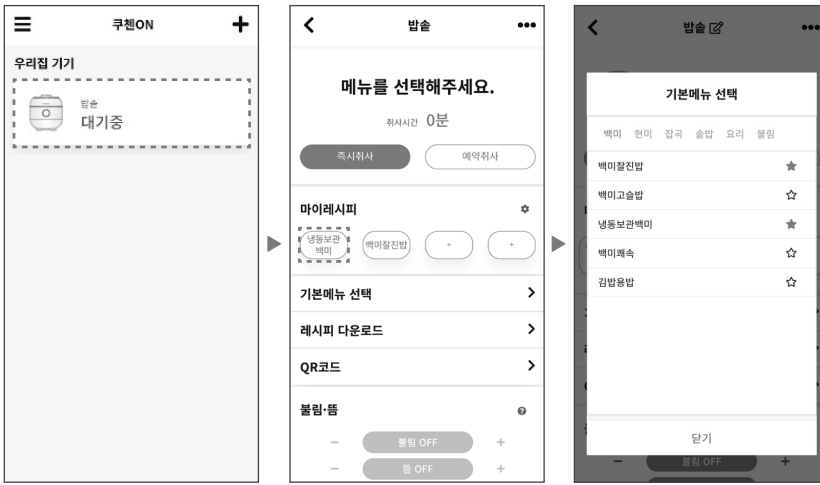 쿠첸ON
우리집 기기
밥솥
대기중
밥솥
메뉴를 선택해주세요.
취사시간 0분
즉시취사 예약취사
마이레시피
냉동보관
백미
백미찰진밥
+ +
기본메뉴 선택
레시피 다운로드
QR코드
불림·뜸
− 불림 OFF +
− 뜸 OFF +
밥솥
기본메뉴 선택
백미 현미 잡곡 솥밥 요리 불림
백미찰진밥
백미고슬밥
냉동보관백미
백미쾌속
김밥용밥
닫기
− 불림 OFF +